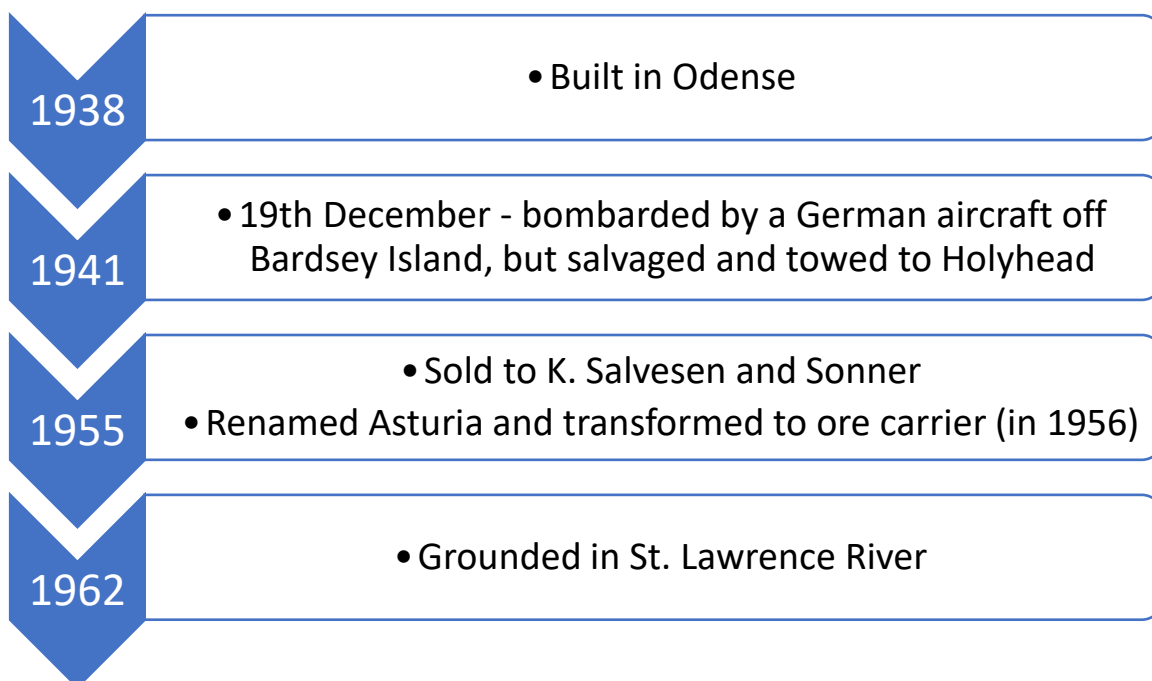 1938
• Built in Odense
1941
• 19th December - bombarded by a German aircraft off
Bardsey Island, but salvaged and towed to Holyhead
1955
• Sold to K. Salvesen and Sonner
• Renamed Asturia and transformed to ore carrier (in 1956)
1962
• Grounded in St. Lawrence River